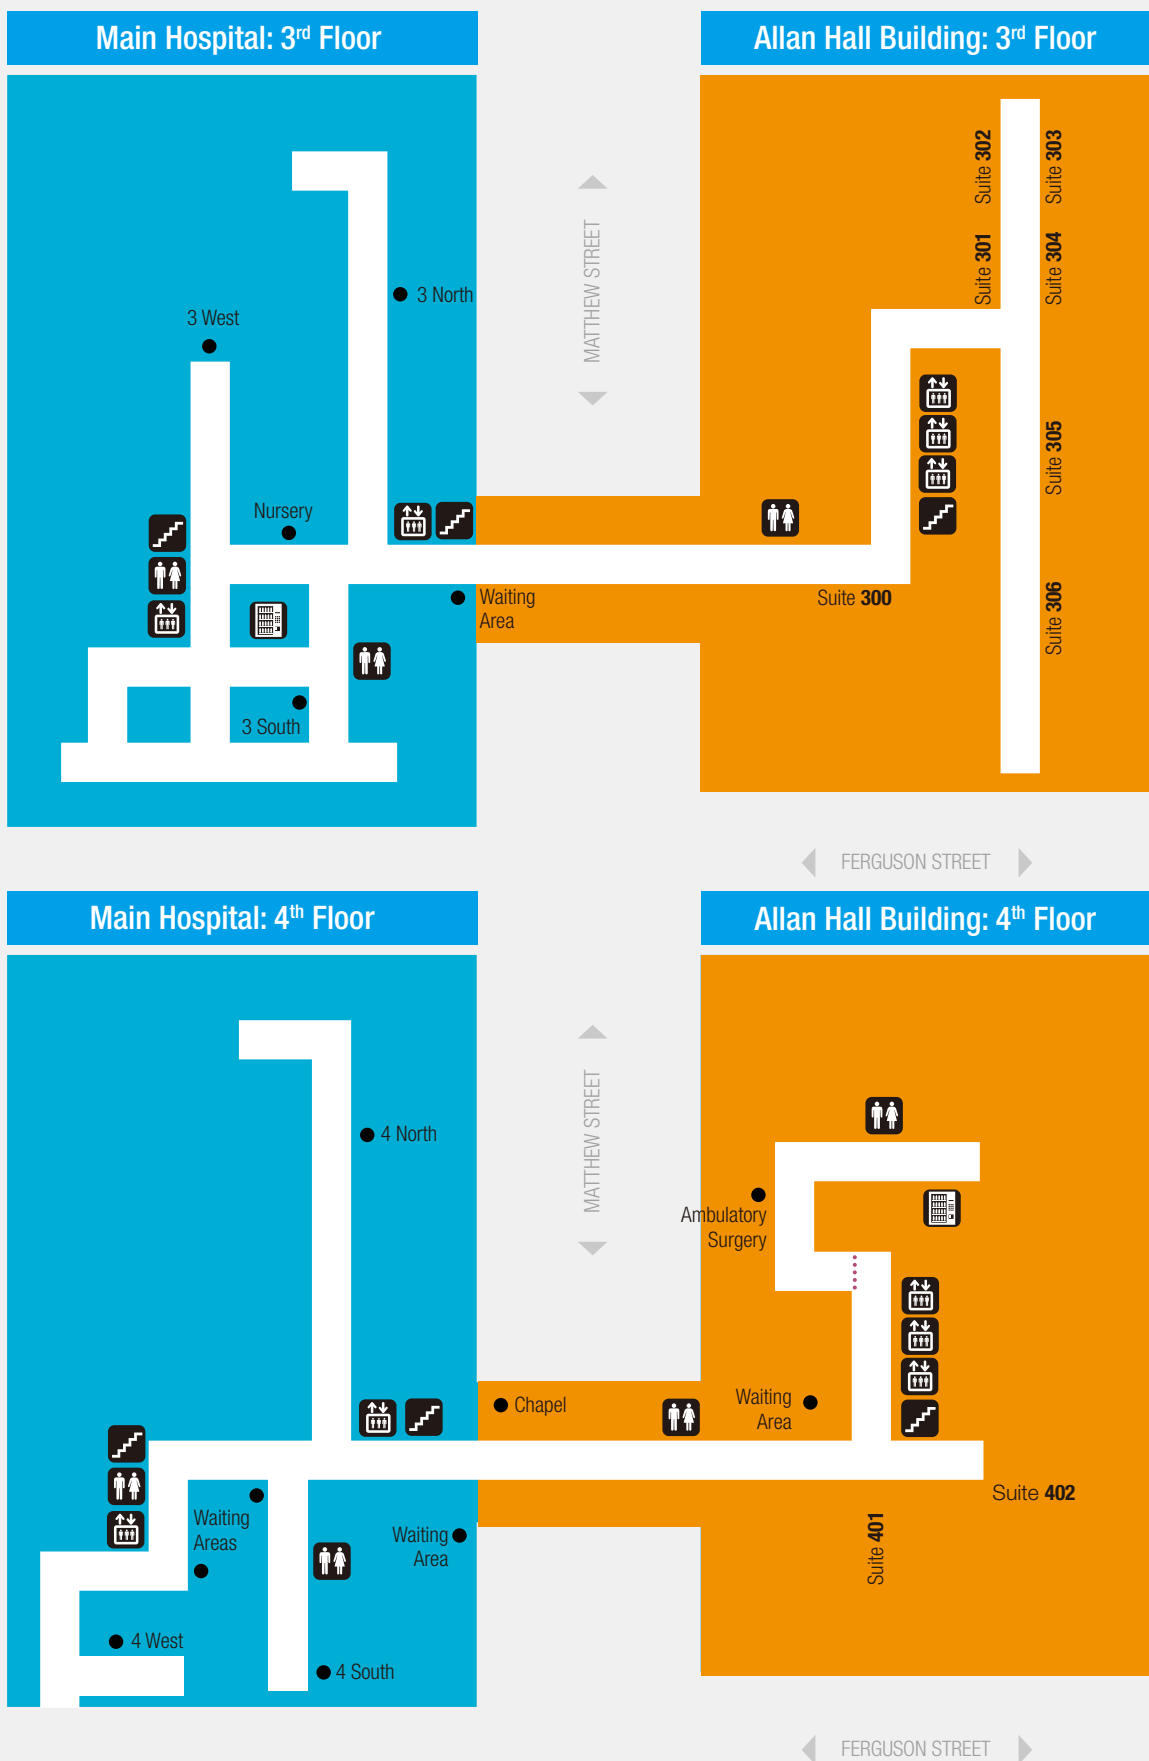 Main Hospital: 3rd Floor
Allan Hall Building: 3rd Floor
Suite 302
Suite 303
MATTHEW STREET
Suite 301
Suite 304
3 North
3 West
Suite 305
Nursery
Waiting
Area
Suite 300
Suite 306
3 South
FERGUSON STREET
Main Hospital: 4th Floor
Allan Hall Building: 4th Floor
MATTHEW STREET
4 North
Ambulatory
Surgery
Chapel
Waiting
Area
Suite 402
Waiting
Areas
Waiting
Area
Suite 401
4 West
4 South
FERGUSON STREET